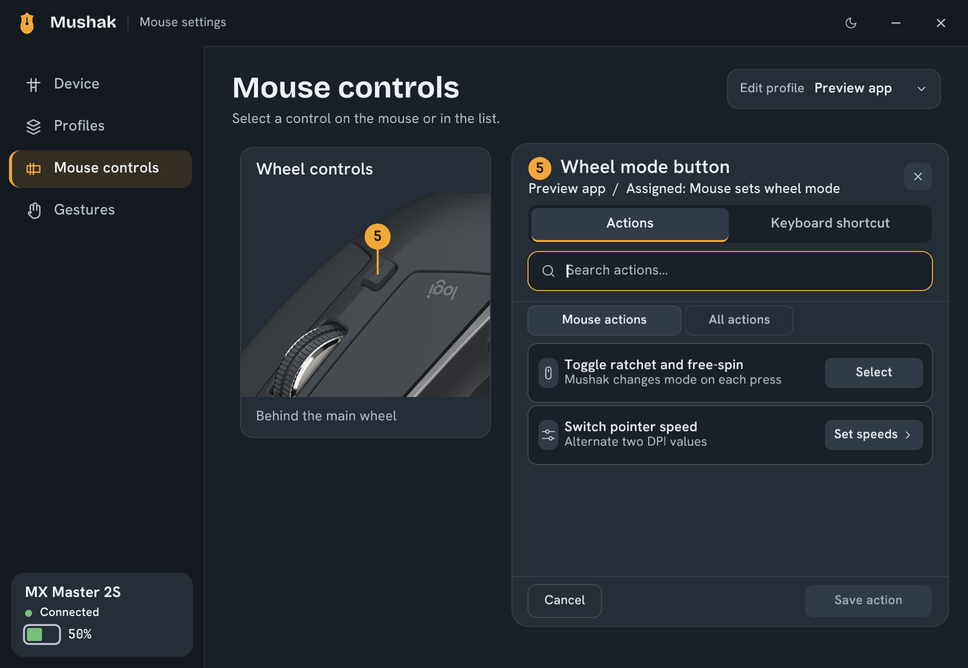 Mushak
Mouse settings
Device
Profiles
Mouse controls
Gestures
MX Master 2S
Connected
50%
Mouse controls
Select a control on the mouse or in the list.
Edit profile Preview app
Wheel controls
5
logi
Behind the main wheel
5 Wheel mode button
Preview app / Assigned: Mouse sets wheel mode
Actions
Keyboard shortcut
Search actions...
Mouse actions
All actions
Toggle ratchet and free-spin
Mushak changes mode on each press
Select
Switch pointer speed
Alternate two DPI values
Set speeds
Cancel
Save action